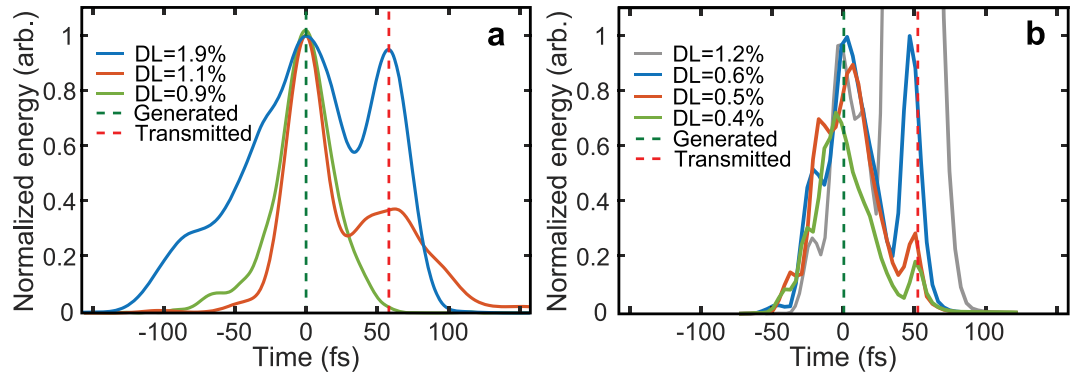 a
DL=1.9%
DL=1.1%
DL=0.9%
Generated
Transmitted
Normalized energy (arb.)
1
0.8
0.6
0.4
0.2
0
-100
-50
0
50
100
Time (fs)
b
DL=1.2%
DL=0.6%
DL=0.5%
DL=0.4%
Generated
Transmitted
Normalized energy (arb.)
1
0.8
0.6
0.4
0.2
0
-100
-50
0
50
100
Time (fs)